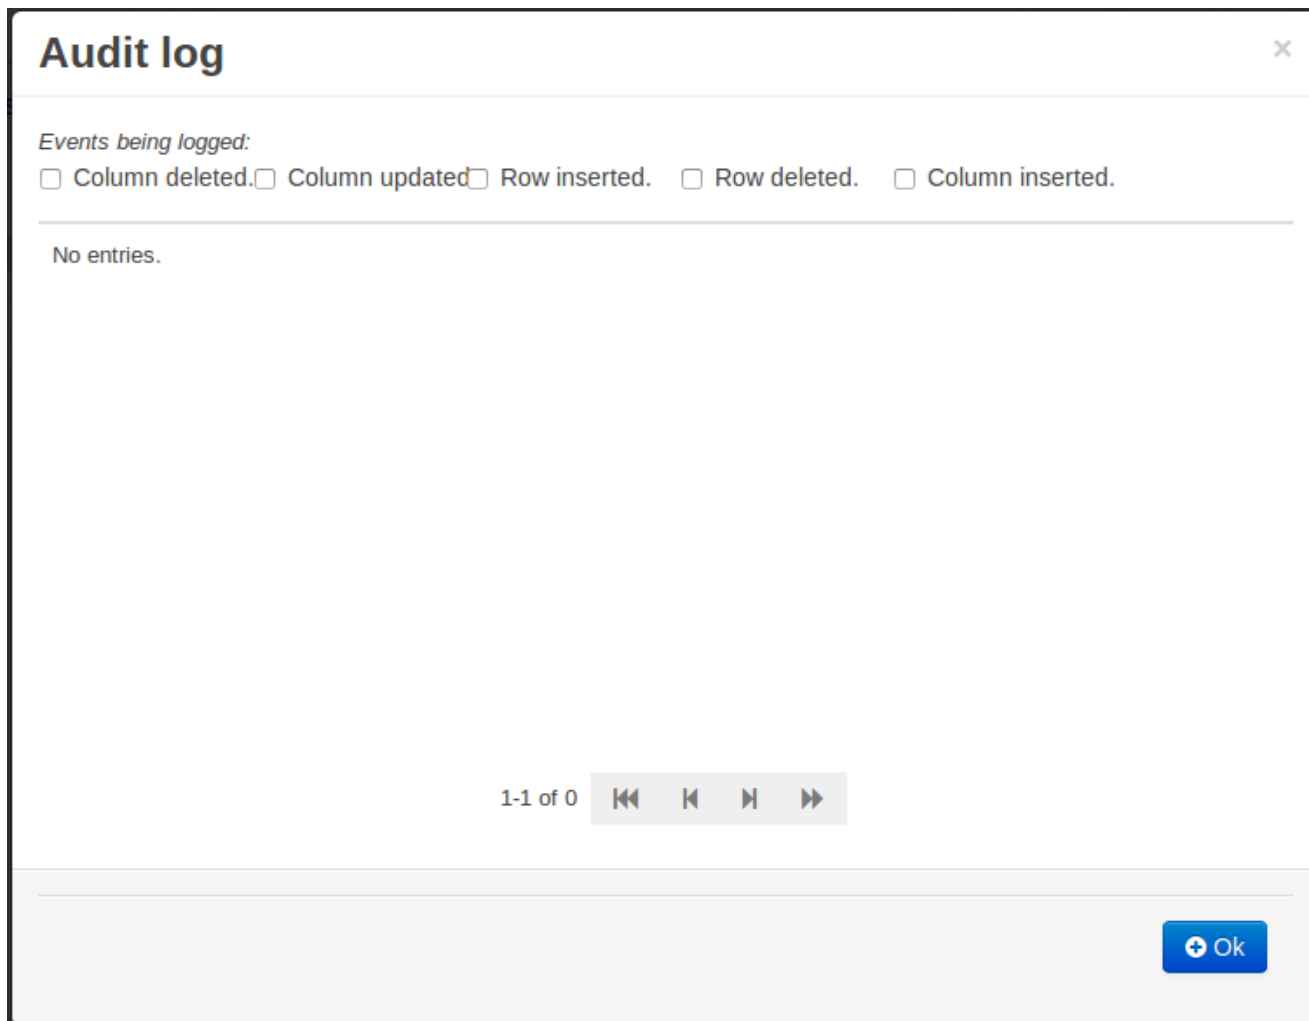 Audit log ×
Events being logged:
Column deleted. Column updated Row inserted. Row deleted. Column inserted.
No entries.
1-1 of 0
Ok